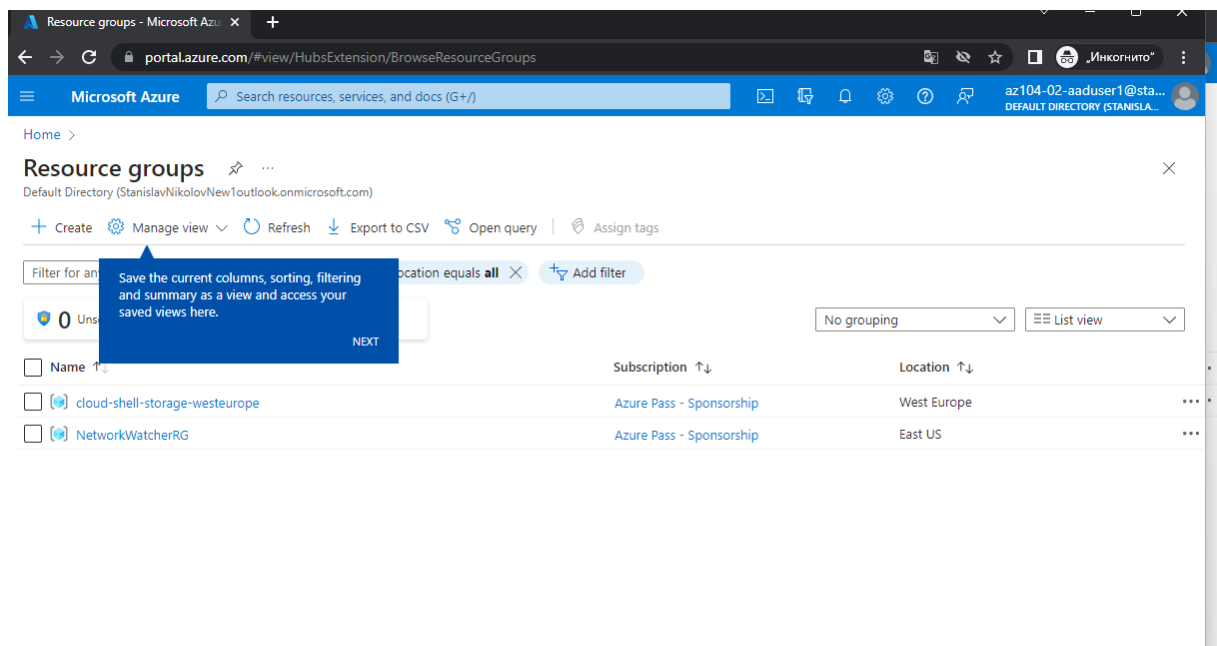 Resource groups - Microsoft Azu
portal.azure.com/#view/HubsExtension/BrowseResourceGroups
„Инкогнито“
Microsoft Azure
Search resources, services, and docs (G+/)
az104-02-aaduser1@sta...
DEFAULT DIRECTORY (STANISLA...
Home >
Resource groups
Default Directory (StanislavNikolovNew1outlook.onmicrosoft.com)
Create Manage view Refresh Export to CSV Open query Assign tags
Filter for an ocation equals all Add filter
Save the current columns, sorting, filtering
and summary as a view and access your
saved views here.
NEXT
0 Uns
No grouping List view
Name Subscription Location
cloud-shell-storage-westeurope Azure Pass - Sponsorship West Europe
NetworkWatcherRG Azure Pass - Sponsorship East US